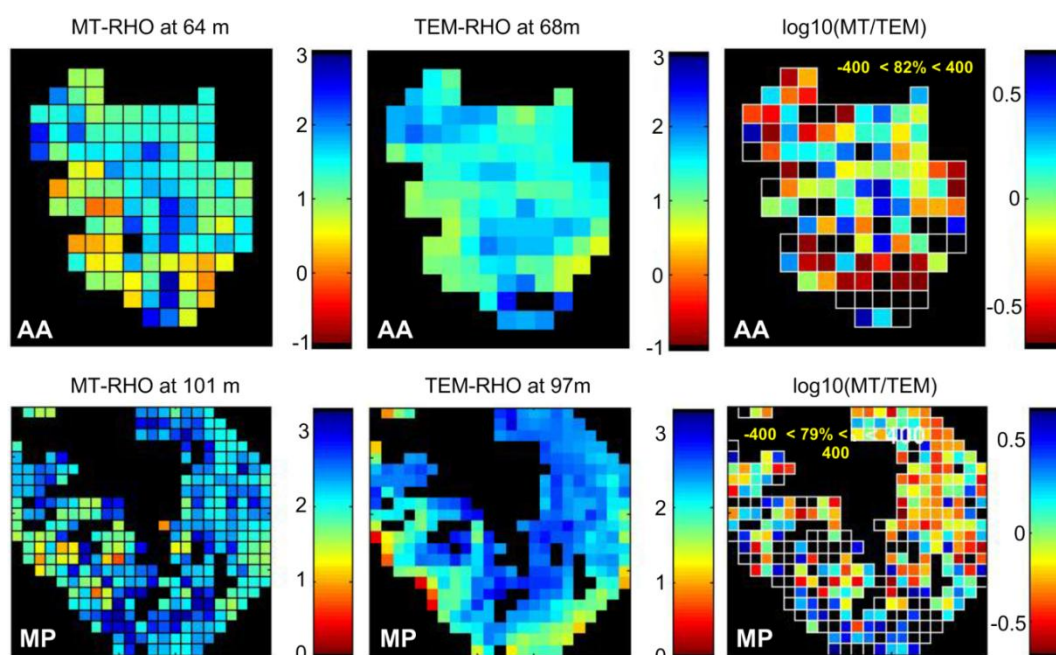 MT-RHO at 64 m
TEM-RHO at 68m
log10(MT/TEM)
3
2
1
0
-1
AA
3
2
1
0
-1
AA
-400 < 82% < 400
0.5
0
-0.5
AA
MT-RHO at 101 m
TEM-RHO at 97m
log10(MT/TEM)
3
2
1
0
MP
3
2
1
0
MP
-400 < 79% <
400
0.5
0
-0.5
MP